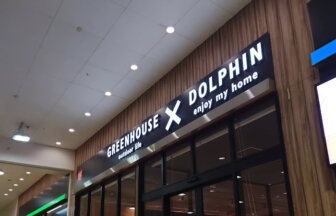 GREENHOUSE X DOLPHIN
outdoor life enjoy my home